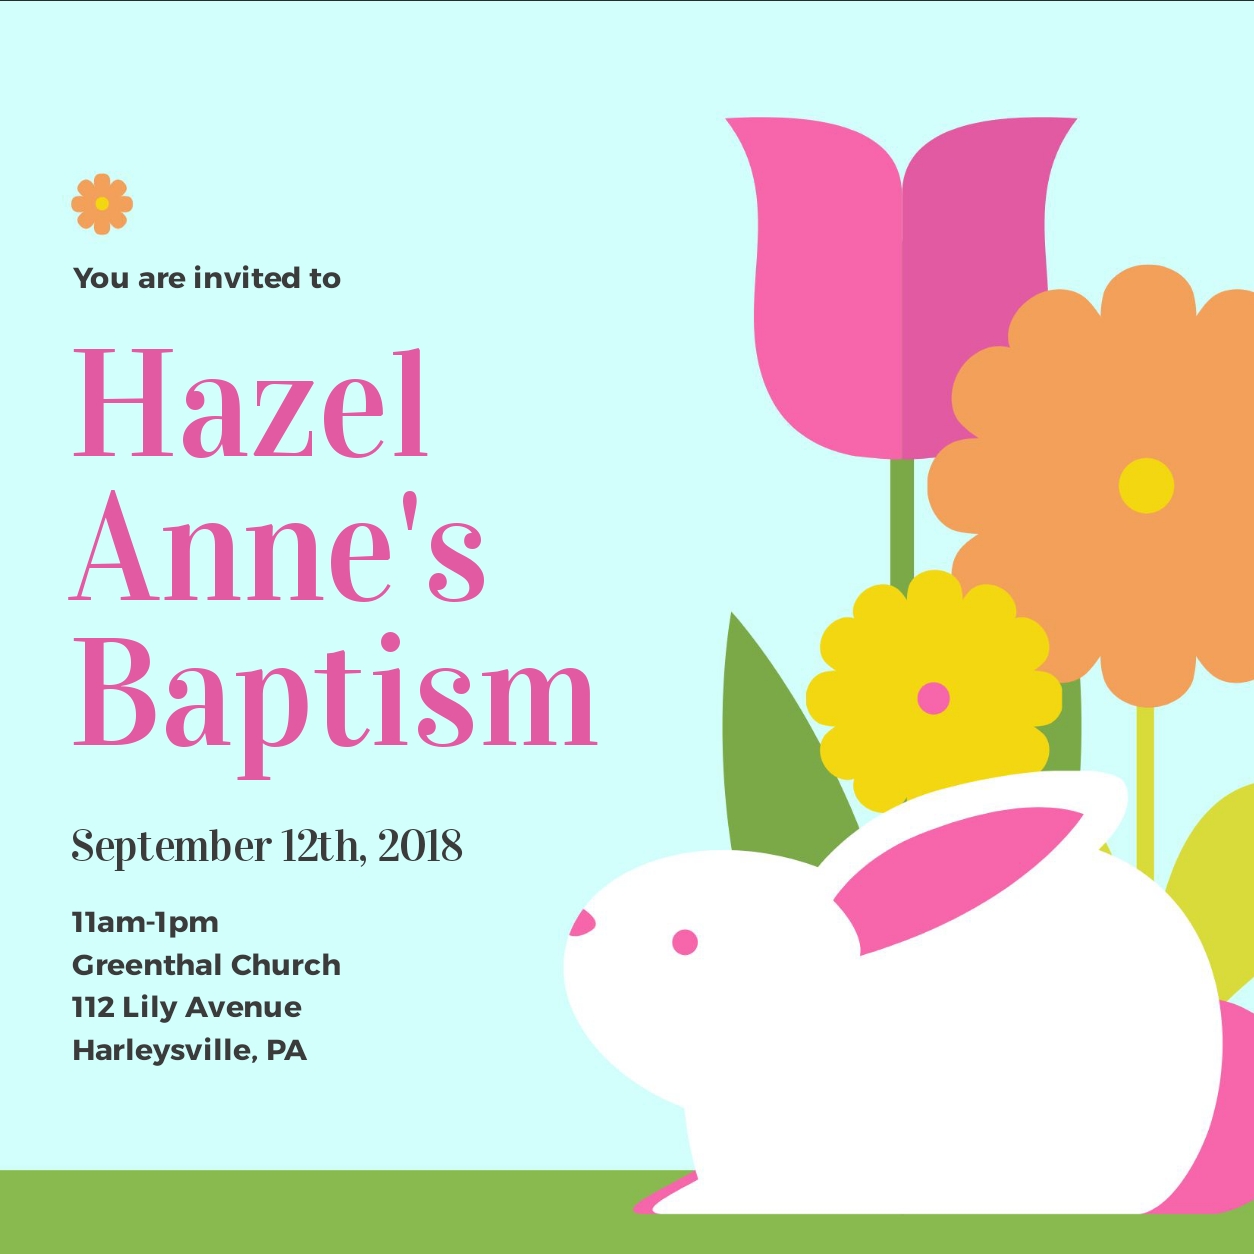 You are invited to
Hazel
Anne's
Baptism
September 12th, 2018
11am-1pm
Greenthal Church
112 Lily Avenue
Harleysville, PA